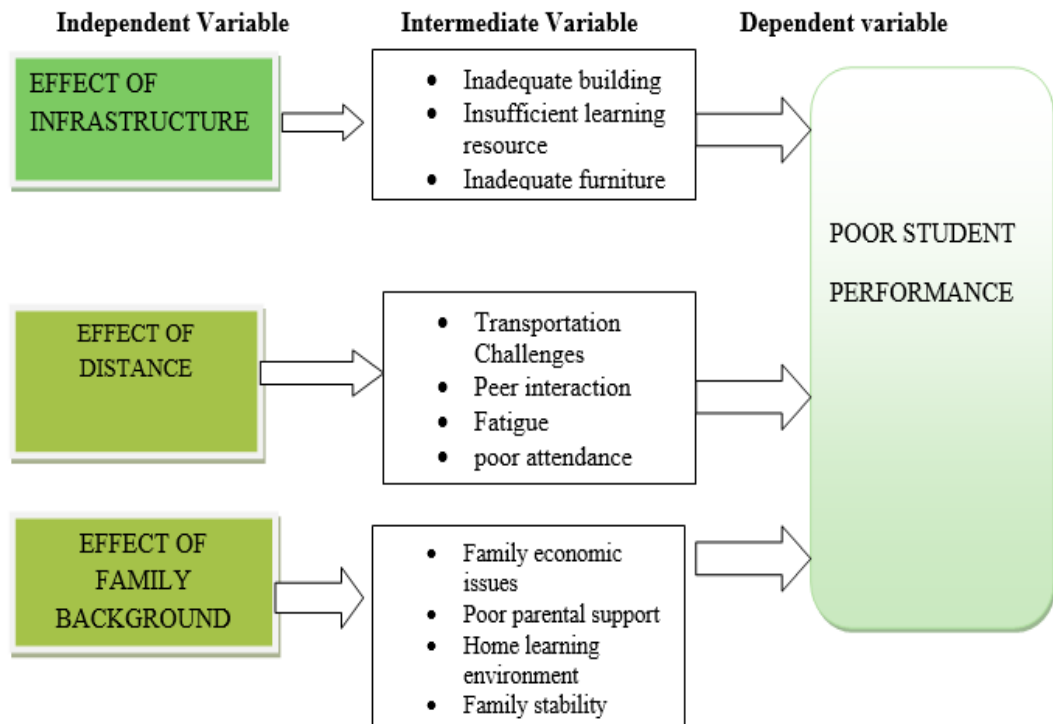 Independent Variable
Intermediate Variable
Dependent variable
EFFECT OF
INFRASTRUCTURE
• Inadequate building
• Insufficient learning
resource
• Inadequate furniture
POOR STUDENT
PERFORMANCE
EFFECT OF
DISTANCE
• Transportation
Challenges
• Peer interaction
• Fatigue
• poor attendance
EFFECT OF
FAMILY
BACKGROUND
• Family economic
issues
• Poor parental support
• Home learning
environment
• Family stability